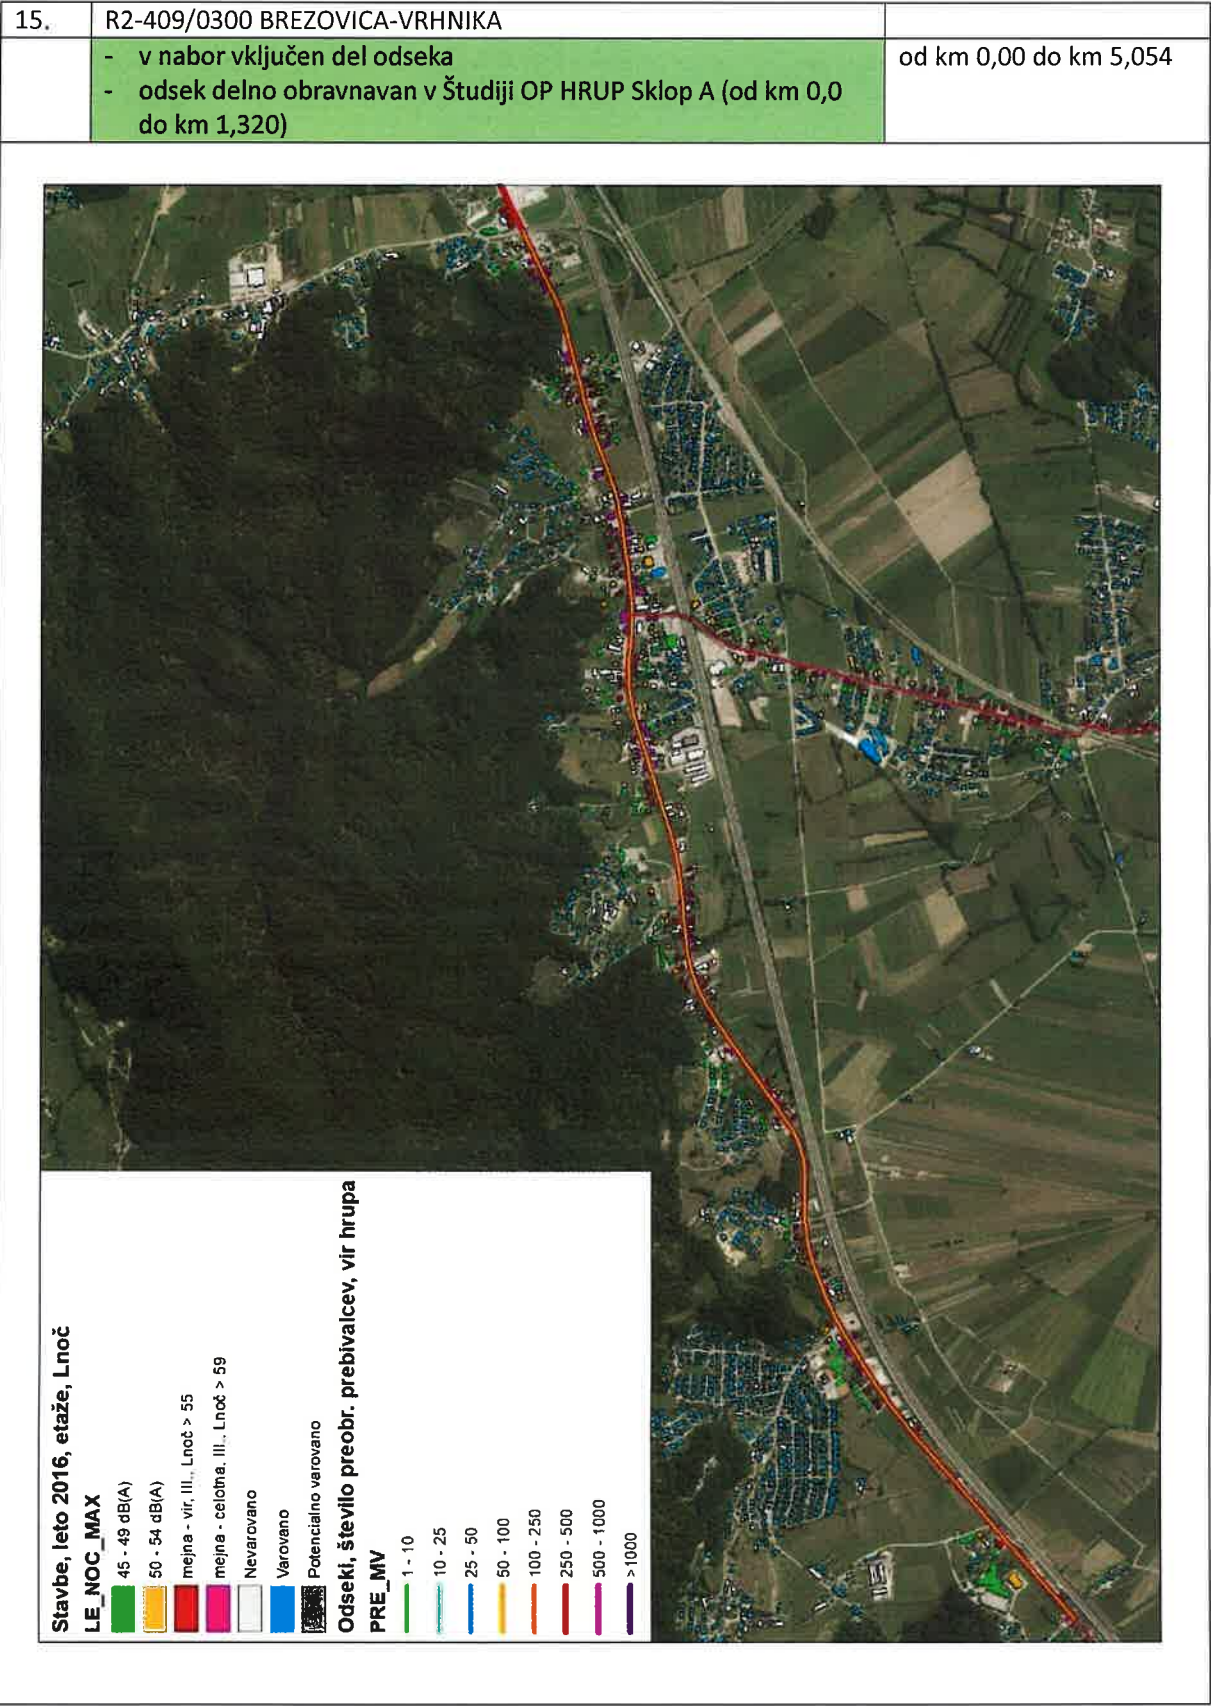 15. R2-409/0300 BREZOVICA-VRHNIKA
- v nabor vključen del odseka
od km 0,00 do km 5,054
- odsek delno obravnavan v Študiji OP HRUP Sklop A (od km 0,0
do km 1,320)
Stavbe, leto 2016, etaže, Lnoč
LE_NOC_MAX
45 - 49 dB(A)
50 - 54 dB(A)
mejna - vir, III., Lnoč > 55
mejna - celotna, III., Lnoč > 59
Nevarovano
Varovano
Potencialno varovano
Odseki, število preobr. prebivalcev, vir hrupa
PRE_MV
1 - 10
10 - 25
25 - 50
50 - 100
100 - 250
250 - 500
500 - 1000
>1000